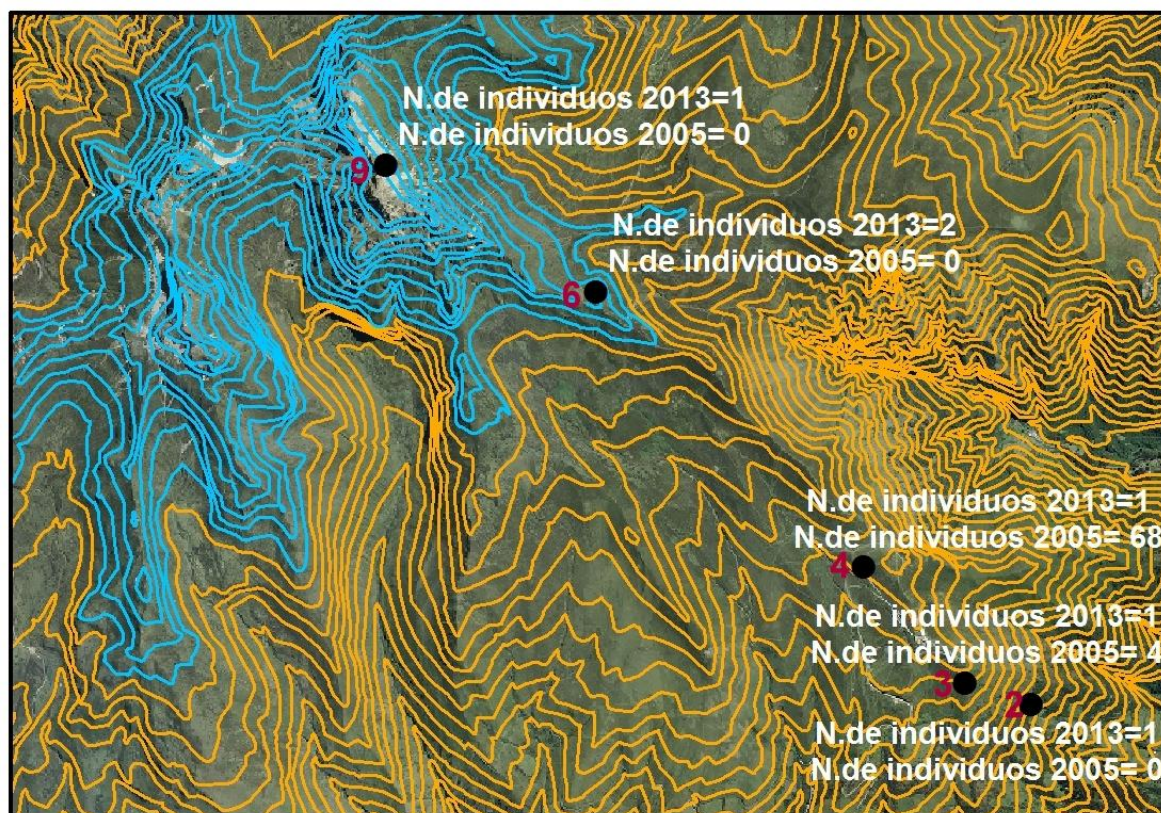 N.de individuos 2013=1
N.de individuos 2005= 0
9
N.de individuos 2013=2
N.de individuos 2005= 0
6
N.de individuos 2013=1
N.de individuos 2005= 68
4
N.de individuos 2013=1
N.de individuos 2005= 4
3
2
N.de individuos 2013=1
N.de individuos 2005= 0